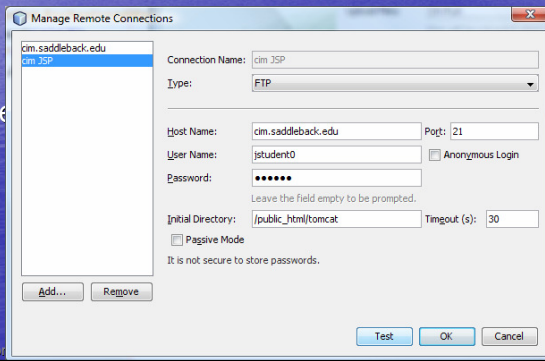 Manage Remote Connections
cim.saddleback.edu
cim JSP
Connection Name: cim JSP
Type: FTP
Host Name: cim.saddleback.edu Port: 21
User Name: jstudent0 Anonymous Login
Password: ●●●●●●
Leave the field empty to be prompted.
Initial Directory: /public_html/tomcat Timeout (s): 30
Passive Mode
It is not secure to store passwords.
Add... Remove
Test OK Cancel